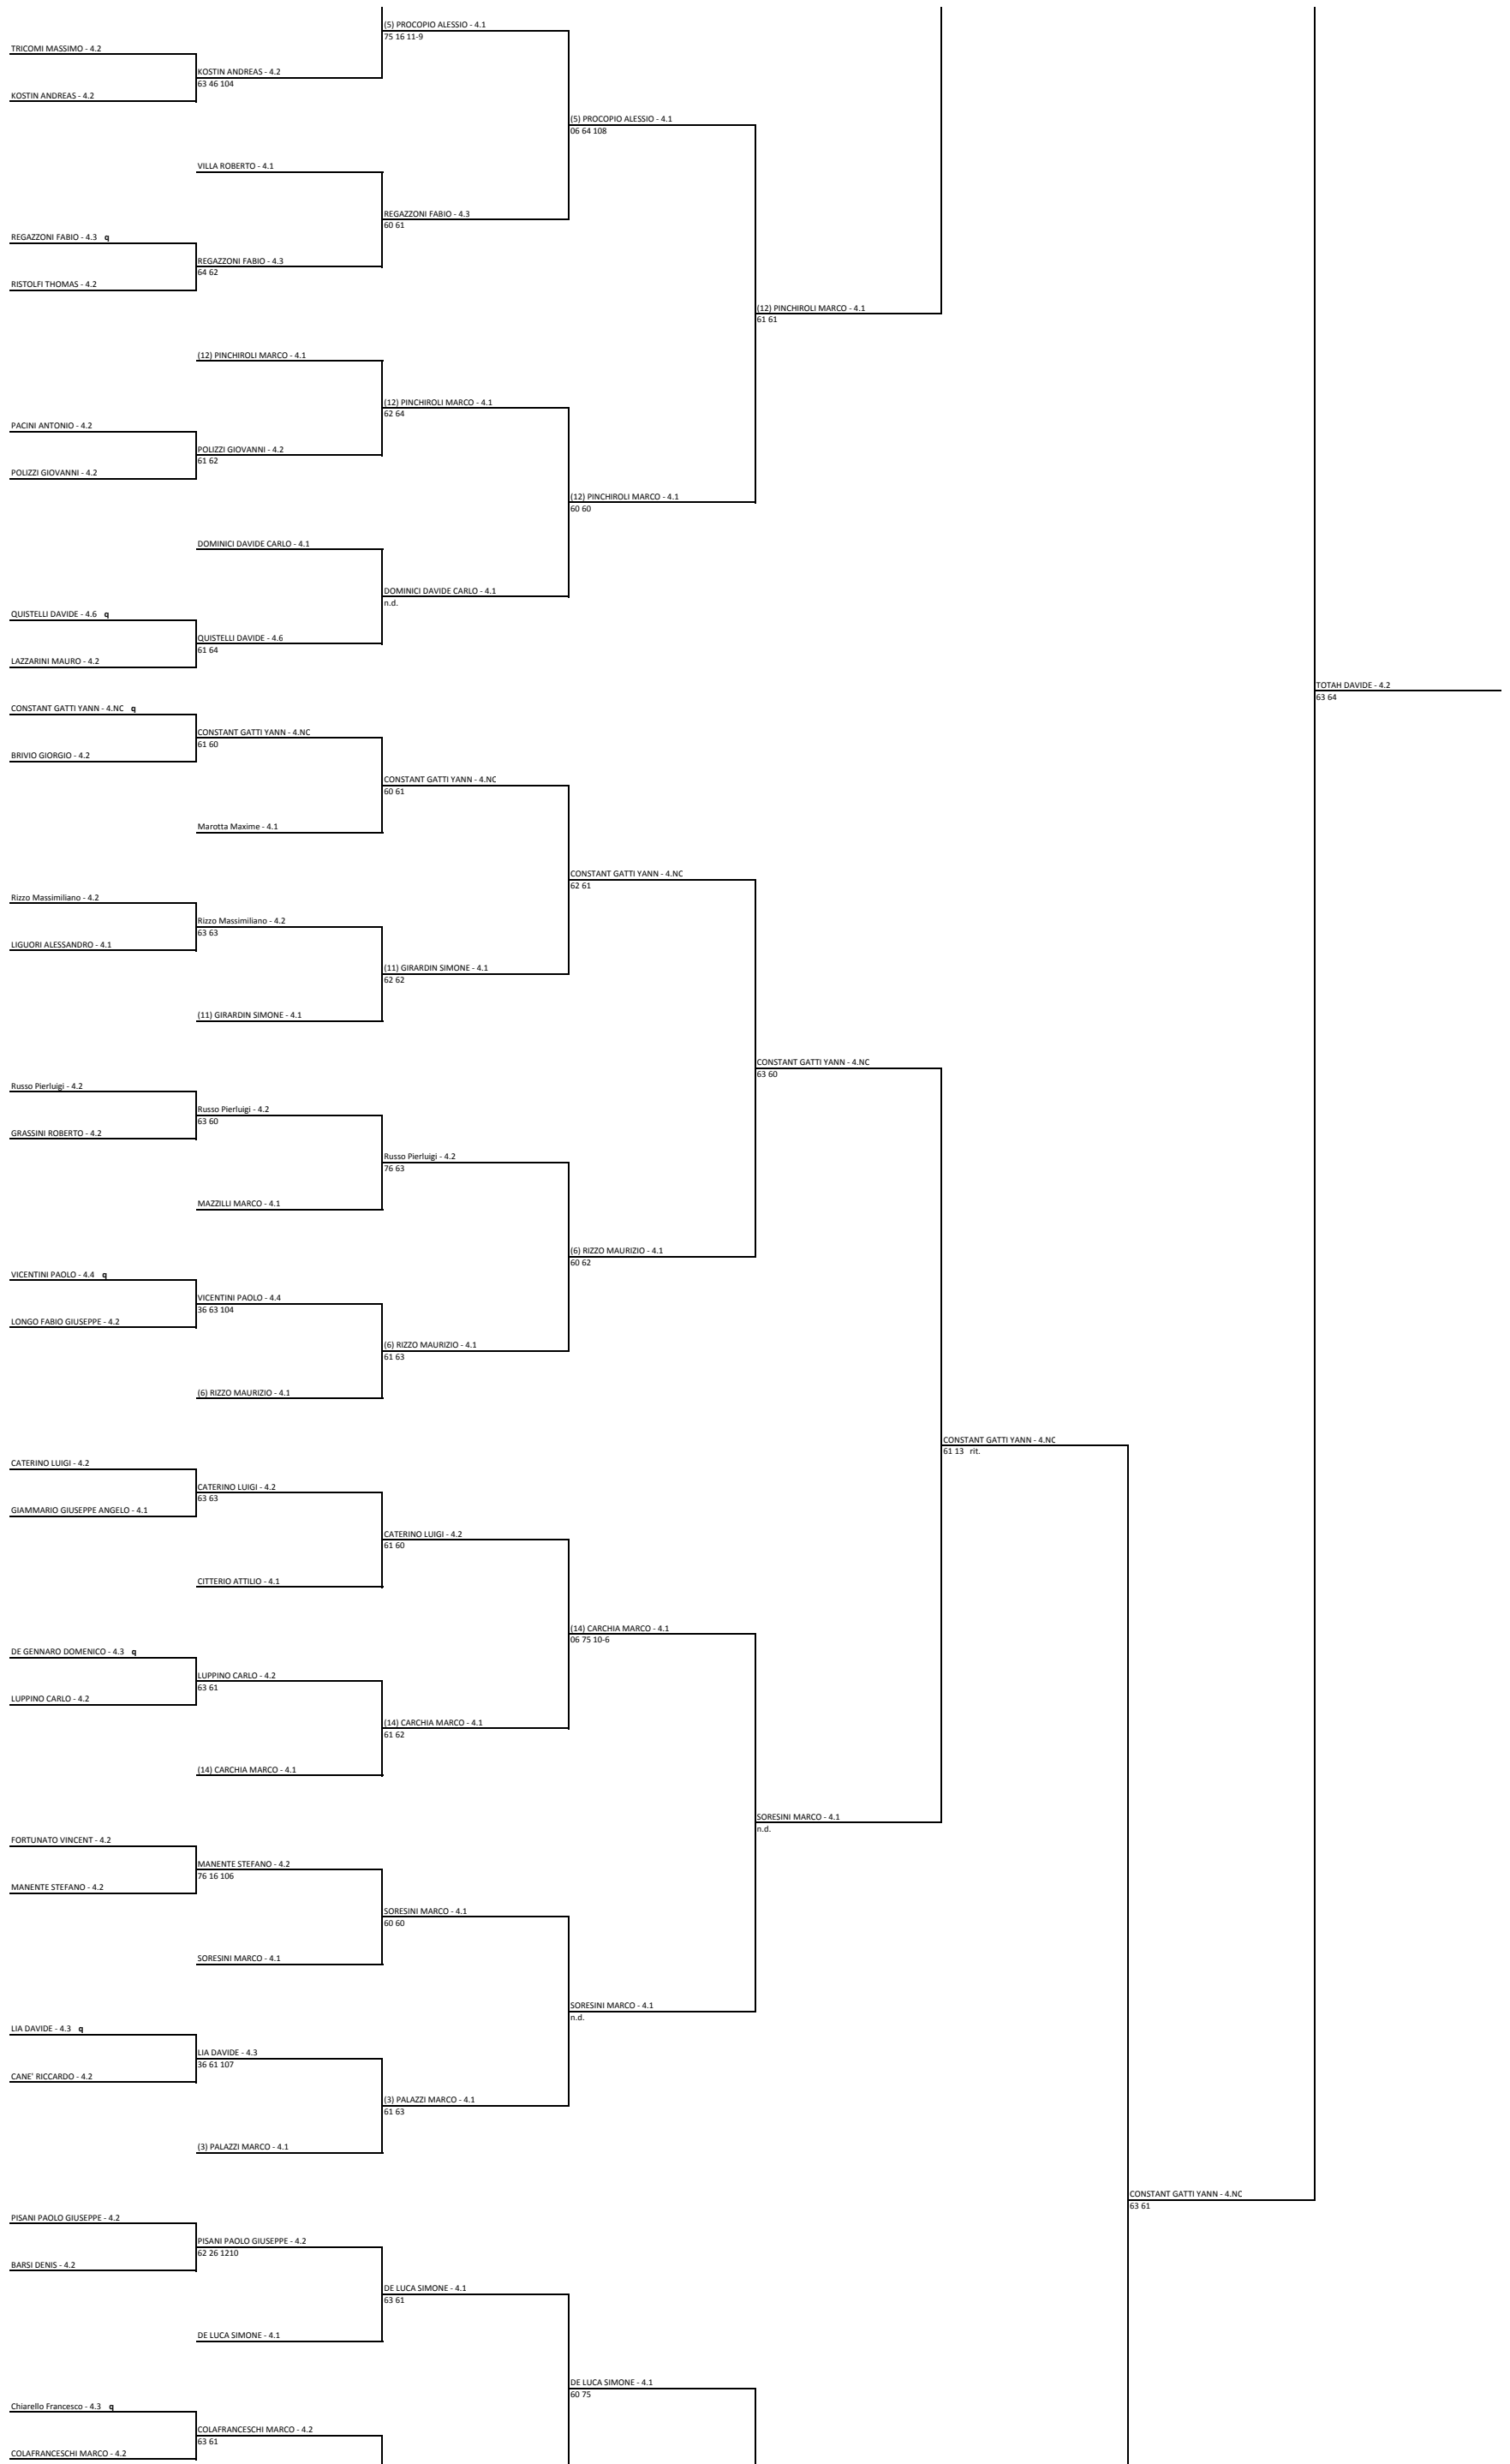 (5) PROCOPIO ALESSIO - 4.1
75 16 11-9
TRICOMI MASSIMO - 4.2
KOSTIN ANDREAS - 4.2
63 46 104
KOSTIN ANDREAS - 4.2
(5) PROCOPIO ALESSIO - 4.1
06 64 108
VILLA ROBERTO - 4.1
REGAZZONI FABIO - 4.3
60 61
REGAZZONI FABIO - 4.3 q
REGAZZONI FABIO - 4.3
64 62
RISTOLFI THOMAS - 4.2
(12) PINCHIROLI MARCO - 4.1
61 61
(12) PINCHIROLI MARCO - 4.1
(12) PINCHIROLI MARCO - 4.1
62 64
PACINI ANTONIO - 4.2
POLIZZI GIOVANNI - 4.2
61 62
POLIZZI GIOVANNI - 4.2
(12) PINCHIROLI MARCO - 4.1
60 60
DOMINICI DAVIDE CARLO - 4.1
DOMINICI DAVIDE CARLO - 4.1
n.d.
QUISTELLI DAVIDE - 4.6 q
QUISTELLI DAVIDE - 4.6
61 64
LAZZARINI MAURO - 4.2
TOTAH DAVIDE - 4.2
63 64
CONSTANT GATTI YANN - 4.NC q
CONSTANT GATTI YANN - 4.NC
61 60
BRIVIO GIORGIO - 4.2
CONSTANT GATTI YANN - 4.NC
60 61
Marotta Maxime - 4.1
CONSTANT GATTI YANN - 4.NC
62 61
Rizzo Massimiliano - 4.2
Rizzo Massimiliano - 4.2
63 63
LIGUORI ALESSANDRO - 4.1
(11) GIRARDIN SIMONE - 4.1
62 62
(11) GIRARDIN SIMONE - 4.1
CONSTANT GATTI YANN - 4.NC
63 60
Russo Pierluigi - 4.2
Russo Pierluigi - 4.2
63 60
GRASSINI ROBERTO - 4.2
Russo Pierluigi - 4.2
76 63
MAZZILLI MARCO - 4.1
(6) RIZZO MAURIZIO - 4.1
60 62
VICENTINI PAOLO - 4.4 q
VICENTINI PAOLO - 4.4
36 63 104
LONGO FABIO GIUSEPPE - 4.2
(6) RIZZO MAURIZIO - 4.1
61 63
(6) RIZZO MAURIZIO - 4.1
CONSTANT GATTI YANN - 4.NC
61 13 rit.
CATERINO LUIGI - 4.2
CATERINO LUIGI - 4.2
63 63
GIAMMARIO GIUSEPPE ANGELO - 4.1
CATERINO LUIGI - 4.2
61 60
CITTERIO ATTILIO - 4.1
(14) CARCHIA MARCO - 4.1
06 75 10-6
DE GENNARO DOMENICO - 4.3 q
LUPPINO CARLO - 4.2
63 61
LUPPINO CARLO - 4.2
(14) CARCHIA MARCO - 4.1
61 62
(14) CARCHIA MARCO - 4.1
SORESINI MARCO - 4.1
n.d.
FORTUNATO VINCENT - 4.2
MANENTE STEFANO - 4.2
76 16 106
MANENTE STEFANO - 4.2
SORESINI MARCO - 4.1
60 60
SORESINI MARCO - 4.1
SORESINI MARCO - 4.1
n.d.
LIA DAVIDE - 4.3 q
LIA DAVIDE - 4.3
36 61 107
CANE' RICCARDO - 4.2
(3) PALAZZI MARCO - 4.1
61 63
(3) PALAZZI MARCO - 4.1
CONSTANT GATTI YANN - 4.NC
63 61
PISANI PAOLO GIUSEPPE - 4.2
PISANI PAOLO GIUSEPPE - 4.2
62 26 1210
BARSI DENIS - 4.2
DE LUCA SIMONE - 4.1
63 61
DE LUCA SIMONE - 4.1
DE LUCA SIMONE - 4.1
60 75
Chiarello Francesco - 4.3 q
COLAFRANCESCHI MARCO - 4.2
63 61
COLAFRANCESCHI MARCO - 4.2